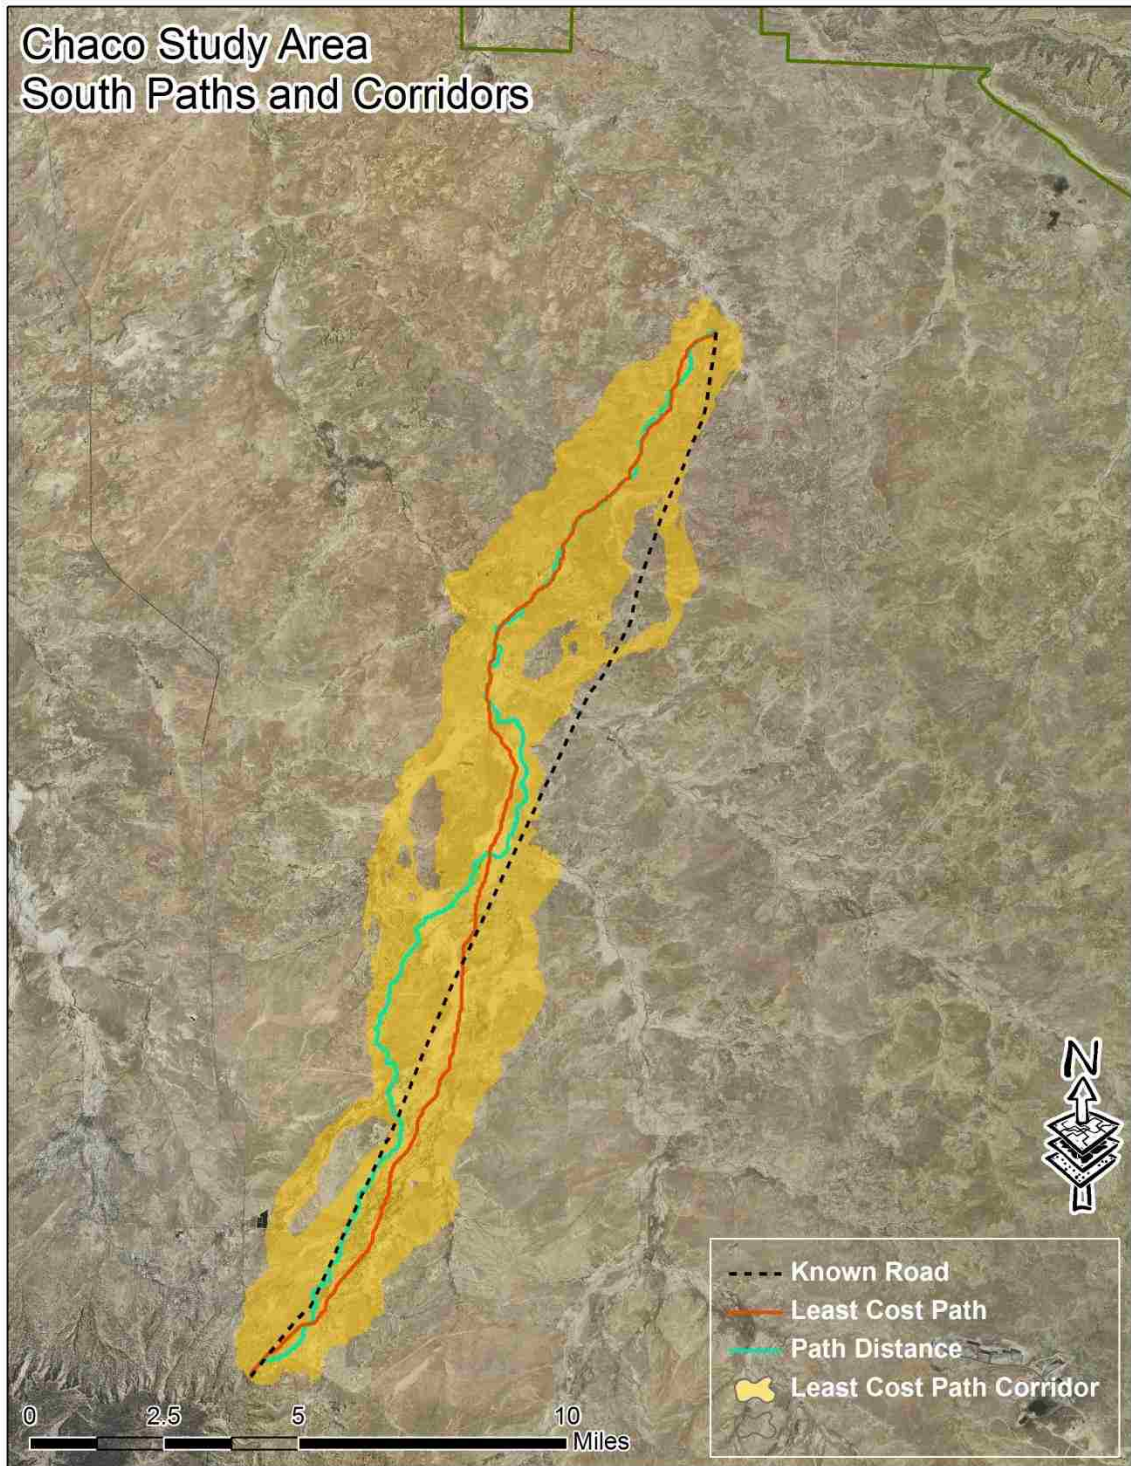 Chaco Study Area
South Paths and Corridors
N
Known Road
Least Cost Path
Path Distance
Least Cost Path Corridor
0 2.5 5 10
Miles